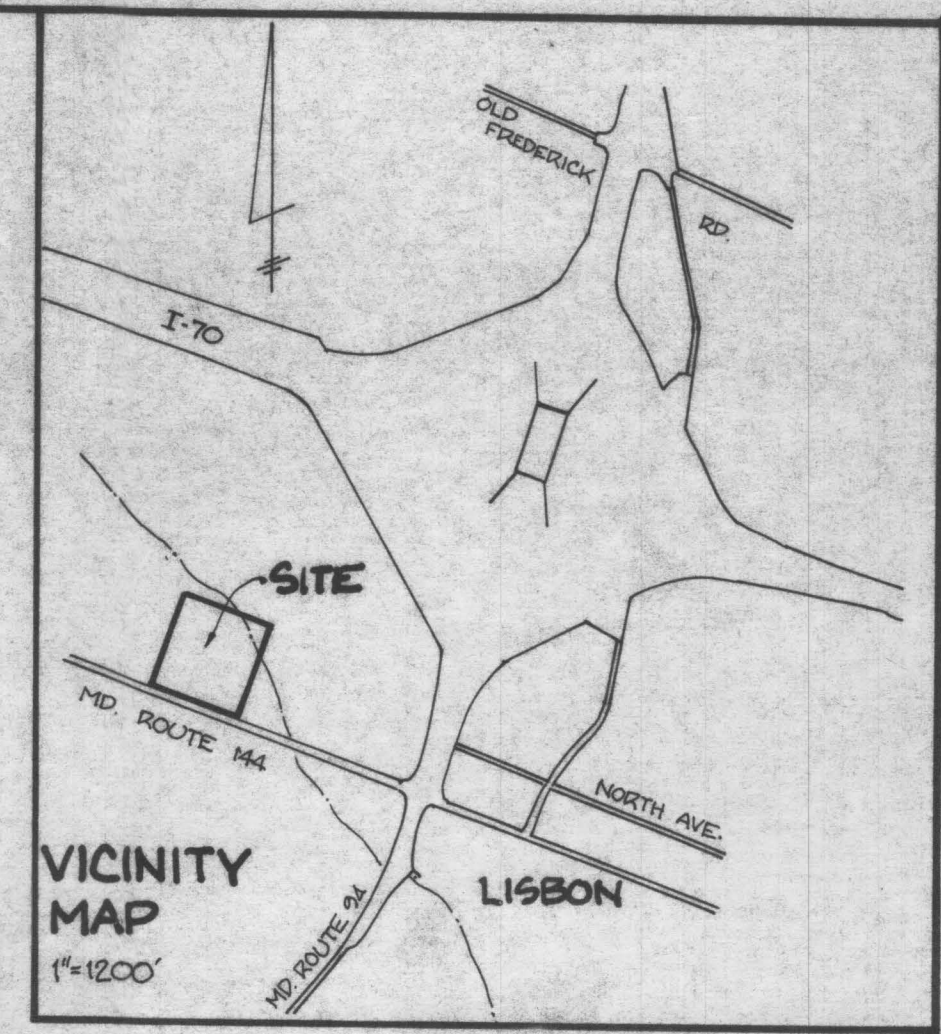 OLD
FREDERICK
RD.
I-70
SITE
MD. ROUTE 144
NORTH AVE.
LISBON
MD. ROUTE 94
VICINITY
MAP
1"=1200'